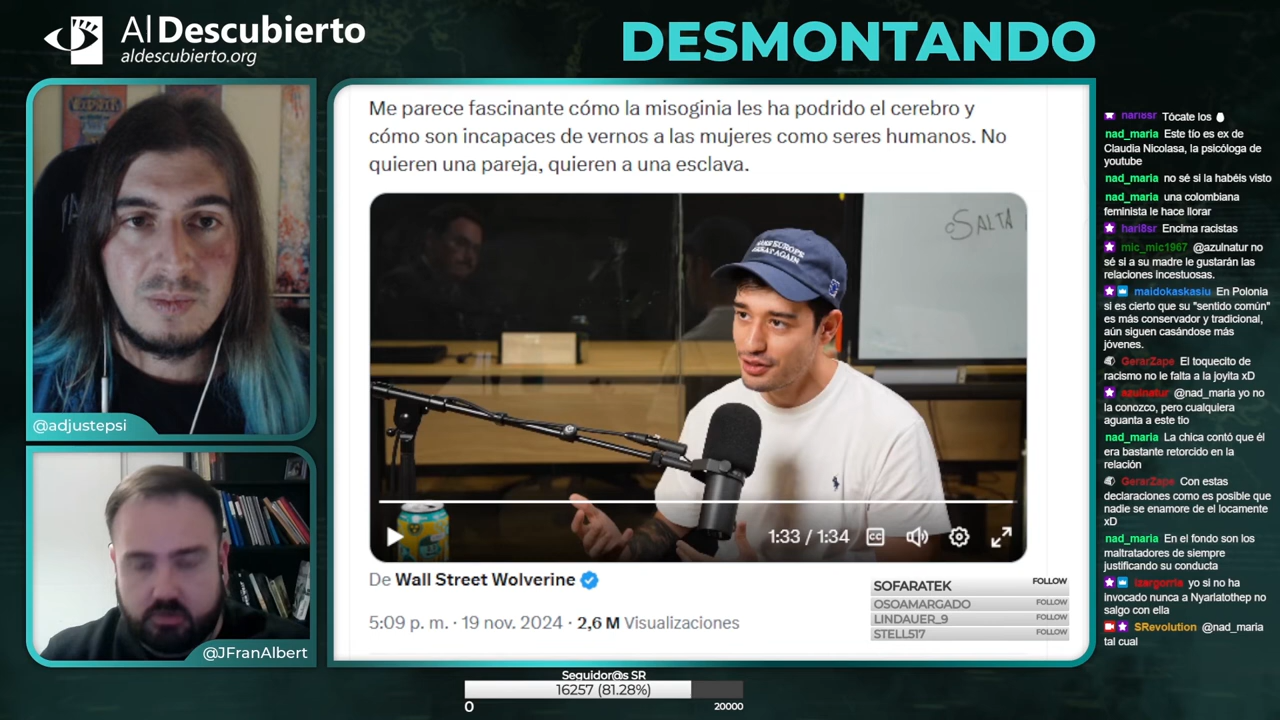 Al Descubierto
aldescubierto.org
DESMONTANDO
@adjustepsi
@JFranAlbert
Me parece fascinante cómo la misoginia les ha podrido el cerebro y
cómo son incapaces de vernos a las mujeres como seres humanos. No
quieren una pareja, quieren a una esclava.
SALTA
MAKE EUROPE
GREAT AGAIN
1:33 / 1:34
CC
De Wall Street Wolverine
5:09 p. m. · 19 nov. 2024 · 2,6 M Visualizaciones
SOFARATEK FOLLOW
OSOAMARGADO FOLLOW
LINDAUER_9 FOLLOW
STELL517 FOLLOW
hari8sr Tócate los
nad_maria Este tío es ex de
Claudia Nicolasa, la psicóloga de
youtube
nad_maria no sé si la habéis visto
nad_maria una colombiana
feminista le hace llorar
hari8sr Encima racistas
mic_mic1967 @azulnatur no
sé si a su madre le gustarán las
relaciones incestuosas.
maidokaskasiu En Polonia
si es cierto que su "sentido común"
es más conservador y tradicional,
aún siguen casándose más
jóvenes.
GerarZape El toquecito de
racismo no le falta a la joyita xD
azulnatur @nad_maria yo no
la conozco, pero cualquiera
aguanta a este tio
nad_maria La chica contó que él
era bastante retorcido en la
relación
GerarZape Con estas
declaraciones como es posible que
nadie se enamore de el locamente
xD
nad_maria En el fondo son los
maltratadores de siempre
justificando su conducta
izargorria yo si no ha
invocado nunca a Nyarlatothep no
salgo con ella
SRevolution @nad_maria
tal cual
Seguidor@s SR
16257 (81.28%)
0 20000